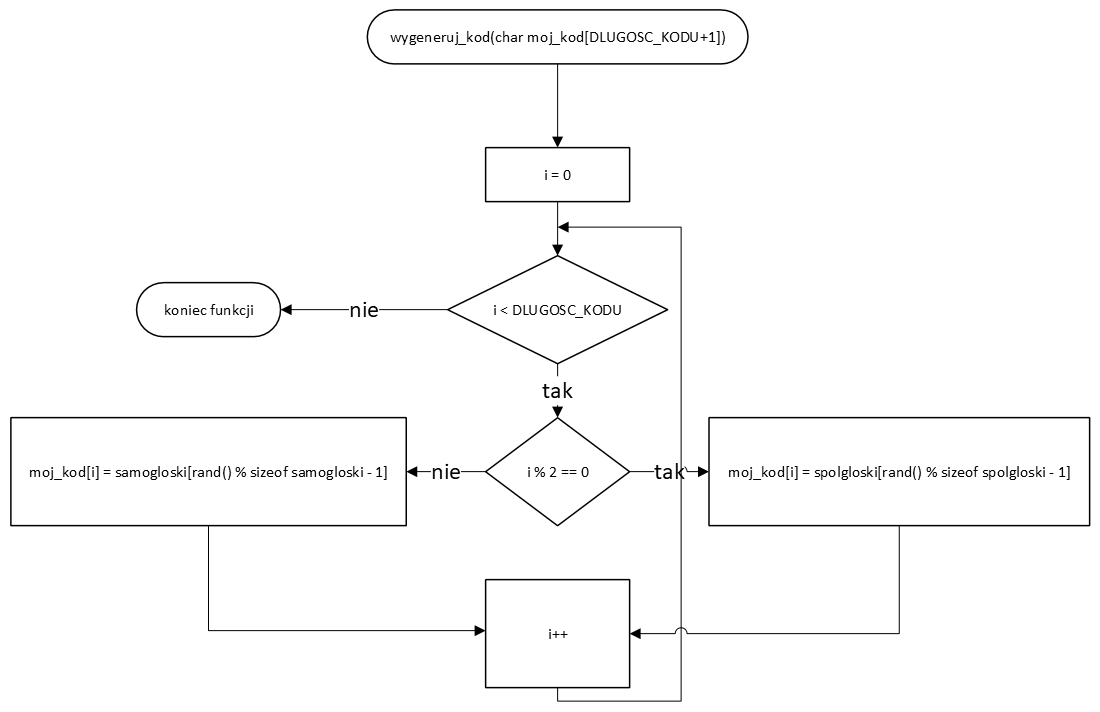 wygeneruj_kod(char moj_kod[DLUGOSC_KODU+1])
i = 0
koniec funkcji
nie
i < DLUGOSC_KODU
tak
moj_kod[i] = samogloski[rand() % sizeof samogloski - 1]
nie
i % 2 == 0
tak
moj_kod[i] = spolgloski[rand() % sizeof spolgloski - 1]
i++